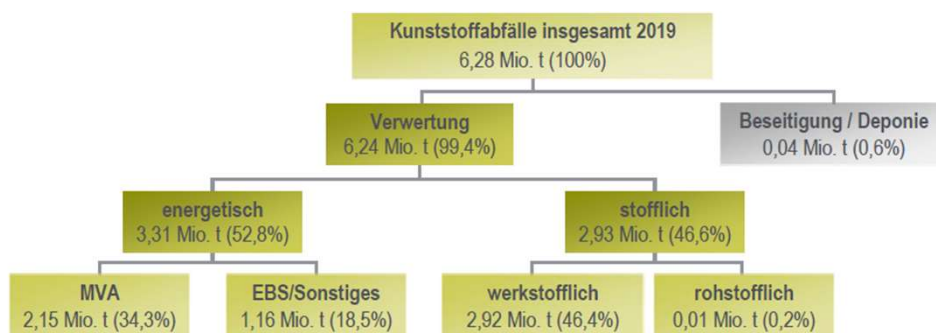 Kunststoffabfälle insgesamt 2019
6,28 Mio. t (100%)
Verwertung
6,24 Mio. t (99,4%)
Beseitigung / Deponie
0,04 Mio. t (0,6%)
energetisch
3,31 Mio. t (52,8%)
stofflich
2,93 Mio. t (46,6%)
MVA
2,15 Mio. t (34,3%)
EBS/Sonstiges
1,16 Mio. t (18,5%)
werkstofflich
2,92 Mio. t (46,4%)
rohstofflich
0,01 Mio. t (0,2%)